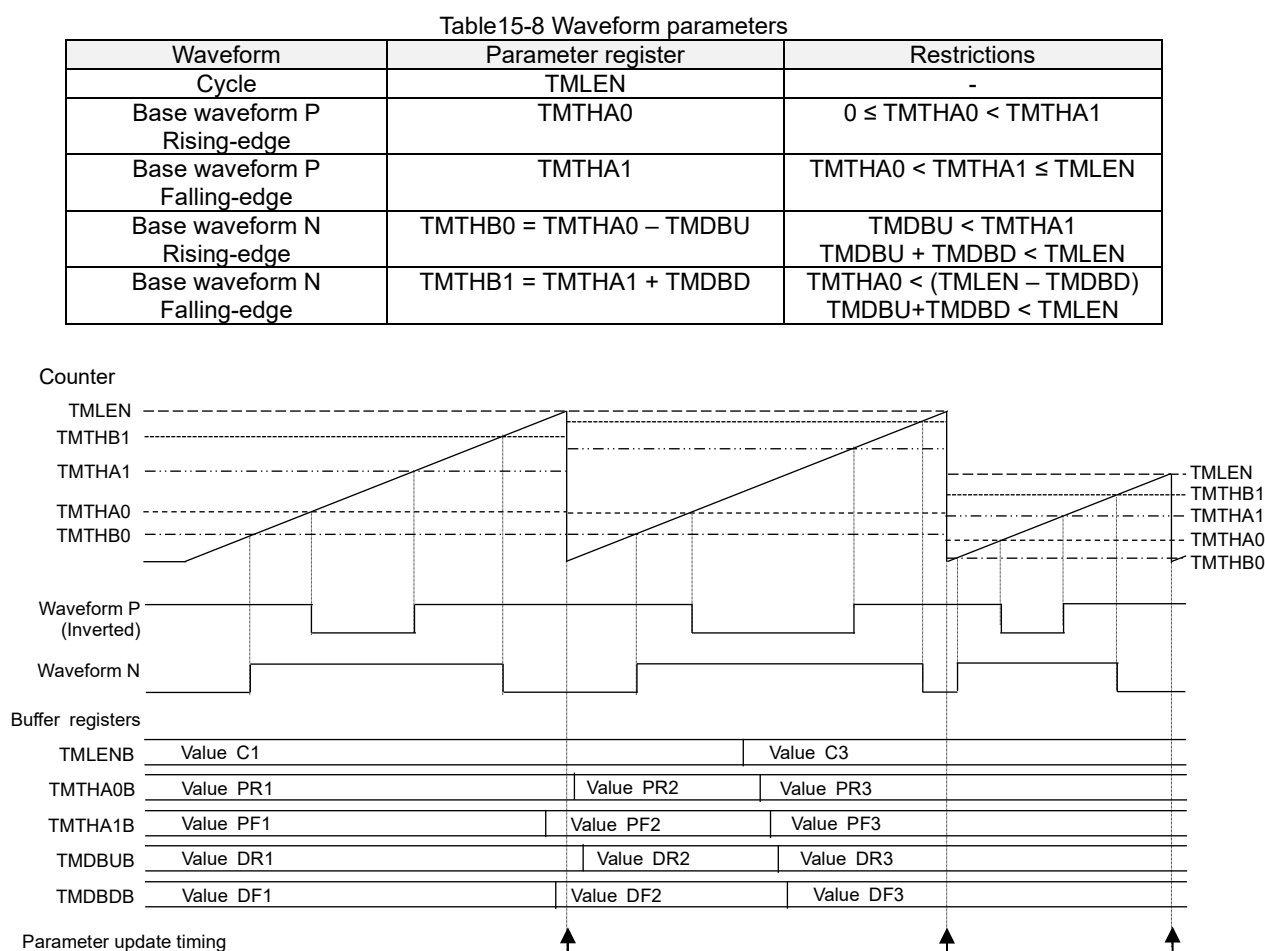 Table15-8 Waveform parameters
Waveform Parameter register Restrictions
Cycle TMLEN -
Base waveform P TMTHA0 0 ≤ TMTHA0 < TMTHA1
Rising-edge
Base waveform P TMTHA1 TMTHA0 < TMTHA1 ≤ TMLEN
Falling-edge
Base waveform N TMTHB0 = TMTHA0 – TMDBU TMDBU < TMTHA1
Rising-edge TMDBU + TMDBD < TMLEN
Base waveform N TMTHB1 = TMTHA1 + TMDBD TMTHA0 < (TMLEN – TMDBD)
Falling-edge TMDBU+TMDBD < TMLEN
Counter
TMLEN
TMTHB1
TMTHA1
TMTHA0
TMTHB0
TMLEN
TMTHB1
TMTHA1
TMTHA0
TMTHB0
Waveform P
(Inverted)
Waveform N
Buffer registers
TMLENB Value C1 Value C3
TMTHA0B Value PR1 Value PR2 Value PR3
TMTHA1B Value PF1 Value PF2 Value PF3
TMDBUB Value DR1 Value DR2 Value DR3
TMDBDB Value DF1 Value DF2 Value DF3
Parameter update timing